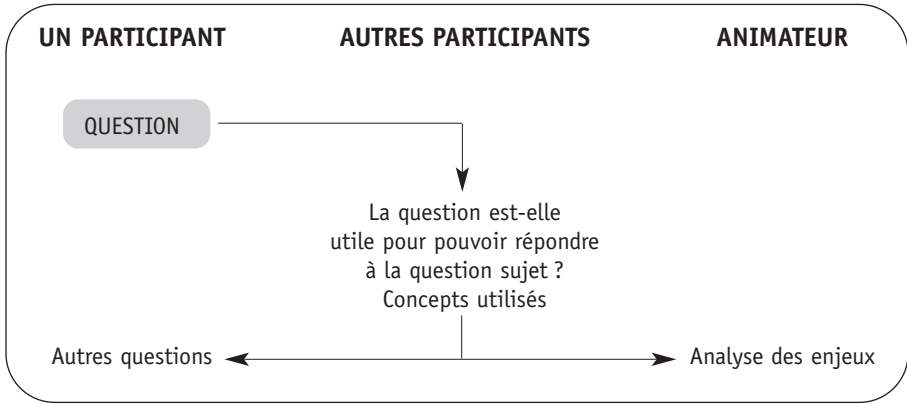 UN PARTICIPANT AUTRES PARTICIPANTS ANIMATEUR
QUESTION
La question est-elle
utile pour pouvoir répondre
à la question sujet ?
Concepts utilisés
Autres questions Analyse des enjeux